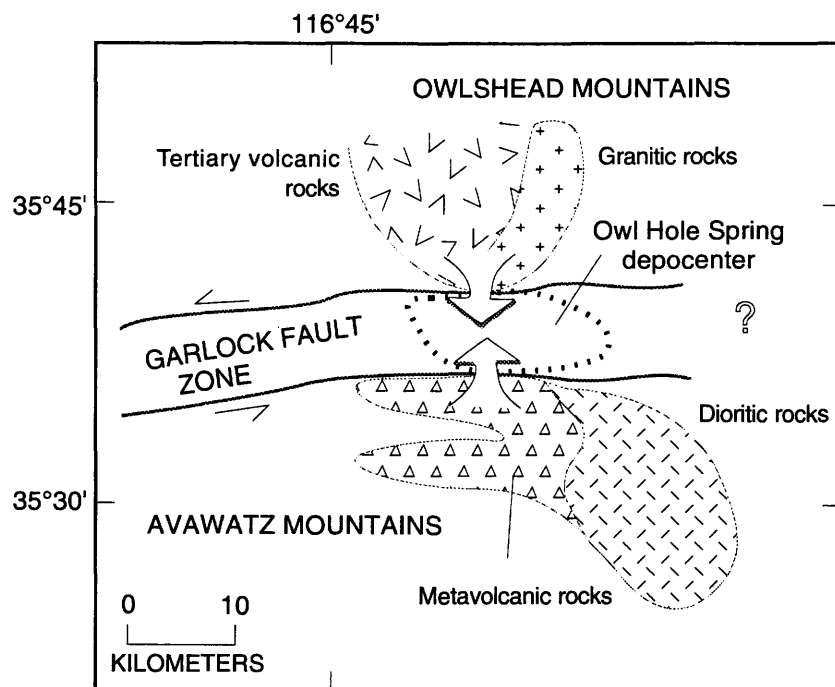 116°45'
OWLSHEAD MOUNTAINS
Tertiary volcanic
rocks
Granitic rocks
35°45'
Owl Hole Spring
depocenter
?
GARLOCK FAULT
ZONE
Dioritic rocks
35°30'
AVAWATZ MOUNTAINS
Metavolcanic rocks
0 10
KILOMETERS